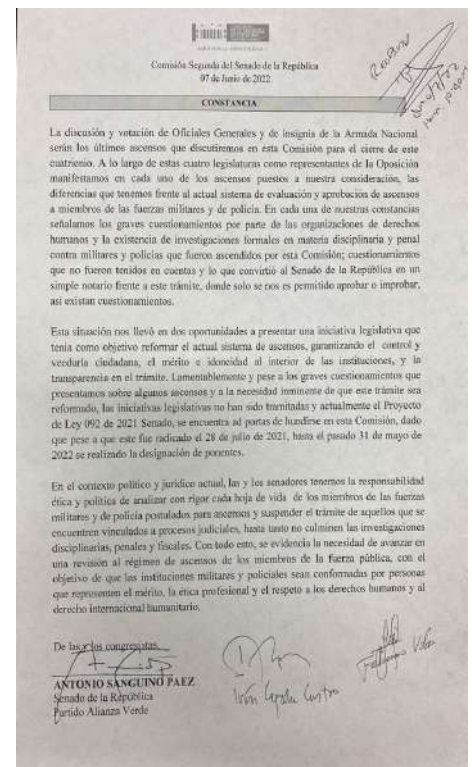 Comisión Segunda del Senado de la República
07 de Junio de 2022
CONSTANCIA
La discusión y votación de Oficiales Generales y de insignia de la Armada Nacional
serán los últimos ascensos que discutiremos en esta Comisión para el cierre de este
cuatrienio. A lo largo de estas cuatro legislaturas como representantes de la Oposición
manifestamos en cada uno de los ascensos puestos a nuestra consideración, las
diferencias que tenemos frente al actual sistema de evaluación y aprobación de ascensos
a miembros de las fuerzas militares y de policía. En cada una de nuestras constancias
señalamos los graves cuestionamientos por parte de las organizaciones de derechos
humanos y la existencia de investigaciones formales en materia disciplinaria y penal
contra militares y policías que fueron ascendidos por esta Comisión; cuestionamientos
que no fueron tenidos en cuentas y lo que convirtió al Senado de la República en un
simple notario frente a este trámite, donde solo se nos es permitido aprobar o improbar,
así existan cuestionamientos.
Esta situación nos llevó en dos oportunidades a presentar una iniciativa legislativa que
tenía como objetivo reformar el actual sistema de ascensos, garantizando el control y
veeduría ciudadana, el mérito e idoneidad al interior de las instituciones, y la
transparencia en el trámite. Lamentablemente y pese a los graves cuestionamientos que
presentamos sobre algunos ascensos y a la necesidad inminente de que este trámite sea
reformado, las iniciativas legislativas no han sido tramitadas y actualmente el Proyecto
de Ley 092 de 2021 Senado, se encuentra ad portas de hundirse en esta Comisión, dado
que pese a que este fue radicado el 28 de julio de 2021, hasta el pasado 31 de mayo de
2022 se realizado la designación de ponentes.
En el contexto político y jurídico actual, las y los senadores tenemos la responsabilidad
ética y política de analizar con rigor cada hoja de vida de los miembros de las fuerzas
militares y de policía postulados para ascensos y suspender el trámite de aquellos que se
encuentren vinculados a procesos judiciales, hasta tanto no culminen las investigaciones
disciplinarias, penales y fiscales. Con todo esto, se evidencia la necesidad de avanzar en
una revisión al régimen de ascensos de los miembros de la fuerza pública, con el
objetivo de que las instituciones militares y policiales sean conformadas por personas
que representen el mérito, la ética profesional y el respeto a los derechos humanos y al
derecho internacional humanitario.
De las y los congresistas,
ANTONIO SANGUINO PAEZ
Senado de la República
Partido Alianza Verde
Iván Cepeda Castro